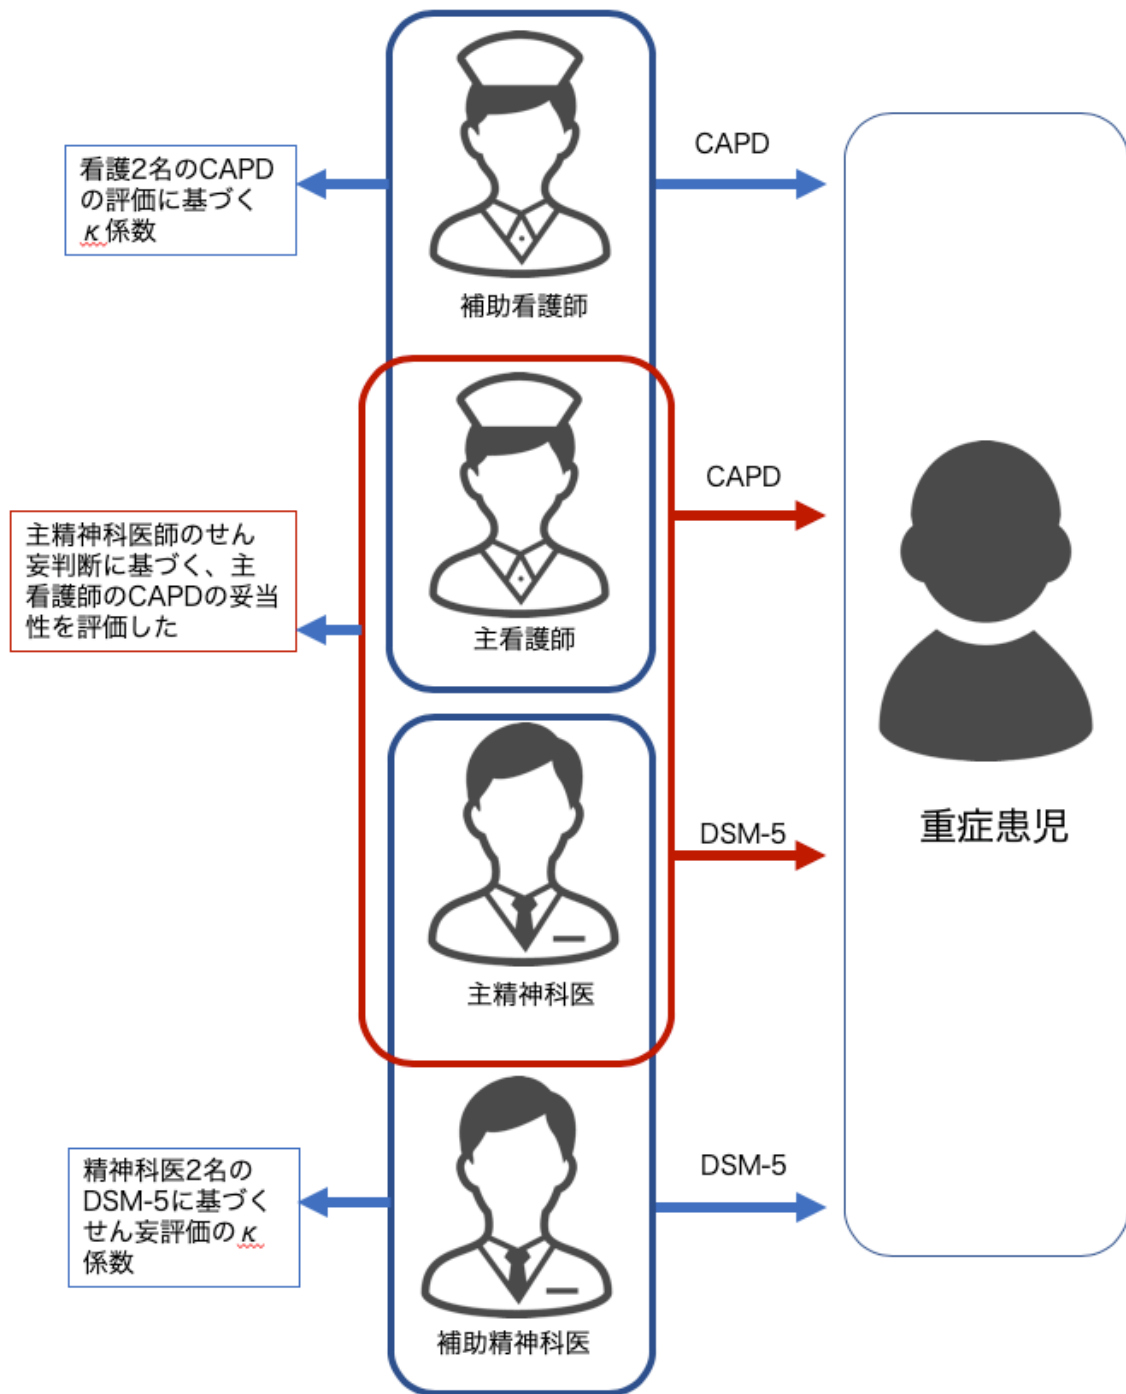 CAPD
看護2名のCAPD
の評価に基づく
κ係数
補助看護師
CAPD
主精神科医師のせん
妄判断に基づく、主
看護師のCAPDの妥当
性を評価した
主看護師
DSM-5
重症患児
主精神科医
DSM-5
精神科医2名の
DSM-5に基づく
せん妄評価のκ
係数
補助精神科医